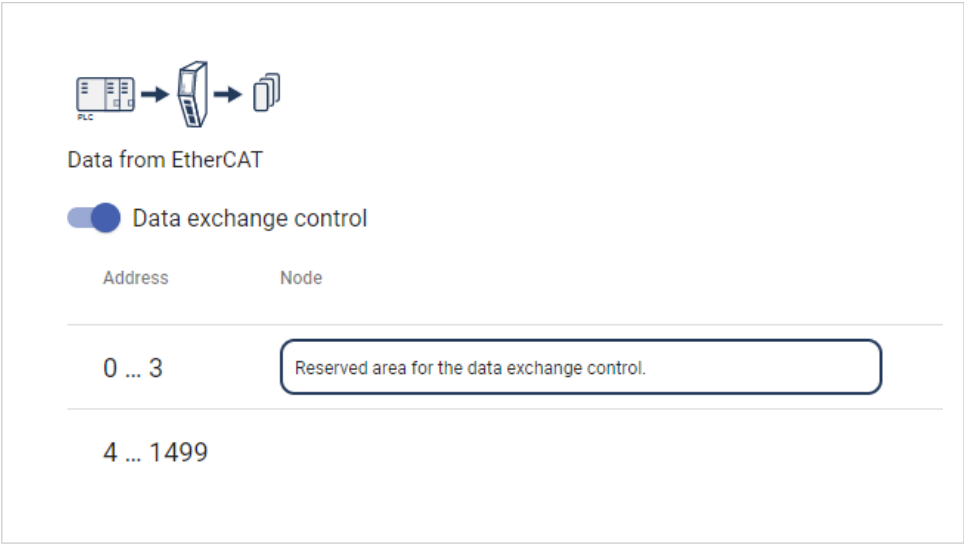 PLC
Data from EtherCAT
Data exchange control
Address Node
0 ... 3 Reserved area for the data exchange control.
4 ... 1499